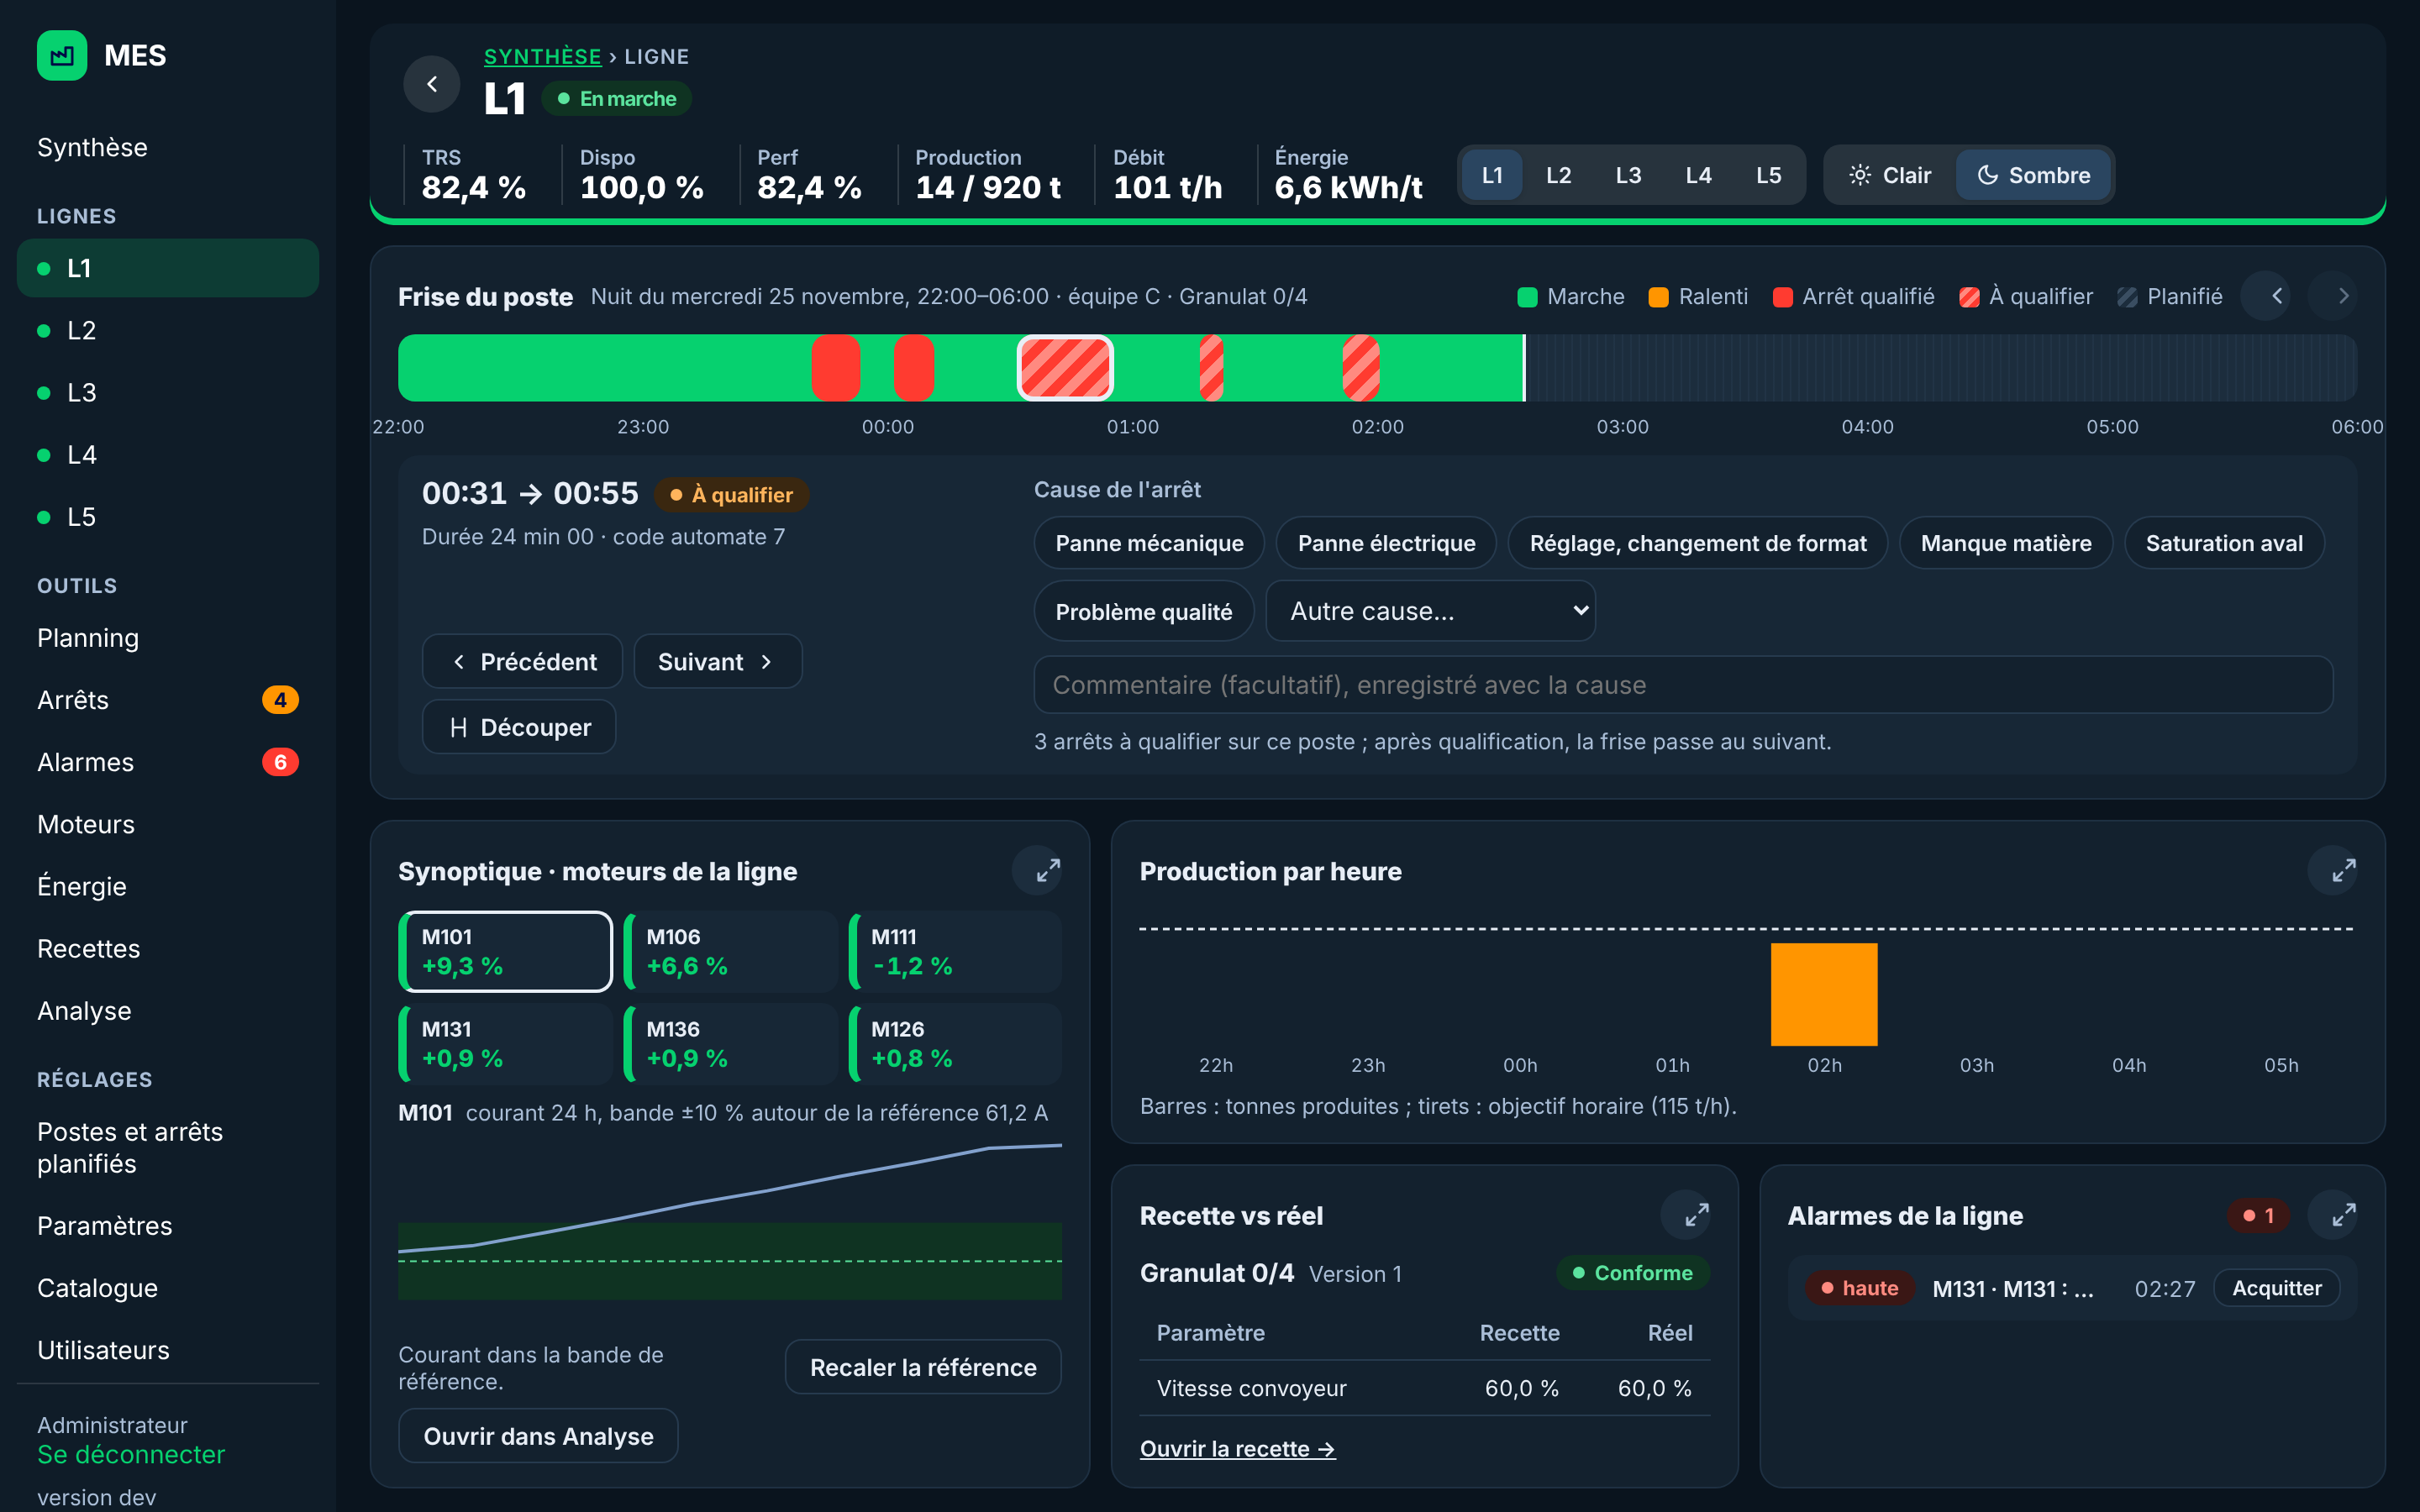 MES
Synthèse
LIGNES
L1
L2
L3
L4
L5
OUTILS
Planning
Arrêts 4
Alarmes 6
Moteurs
Énergie
Recettes
Analyse
RÉGLAGES
Postes et arrêts
planifiés
Paramètres
Catalogue
Utilisateurs
Administrateur
Se déconnecter
version dev
SYNTHÈSE › LIGNE
L1 En marche
TRS Dispo Perf Production Débit Énergie
82,4 % 100,0 % 82,4 % 14 / 920 t 101 t/h 6,6 kWh/t
L1 L2 L3 L4 L5 Clair Sombre
Frise du poste Nuit du mercredi 25 novembre, 22:00–06:00 · équipe C · Granulat 0/4
Marche Ralenti Arrêt qualifié À qualifier Planifié
22:00 23:00 00:00 01:00 02:00 03:00 04:00 05:00 06:00
00:31 → 00:55 À qualifier
Durée 24 min 00 · code automate 7
Précédent Suivant
Découper
Cause de l'arrêt
Panne mécanique Panne électrique Réglage, changement de format Manque matière Saturation aval
Problème qualité Autre cause...
Commentaire (facultatif), enregistré avec la cause
3 arrêts à qualifier sur ce poste ; après qualification, la frise passe au suivant.
Synoptique · moteurs de la ligne
M101 M106 M111
+9,3 % +6,6 % -1,2 %
M131 M136 M126
+0,9 % +0,9 % +0,8 %
M101 courant 24 h, bande ±10 % autour de la référence 61,2 A
Courant dans la bande de
référence.
Recaler la référence
Ouvrir dans Analyse
Production par heure
22h 23h 00h 01h 02h 03h 04h 05h
Barres : tonnes produites ; tirets : objectif horaire (115 t/h).
Recette vs réel
Granulat 0/4 Version 1 Conforme
Paramètre Recette Réel
Vitesse convoyeur 60,0 % 60,0 %
Ouvrir la recette →
Alarmes de la ligne 1
haute M131 · M131 : ... 02:27 Acquitter